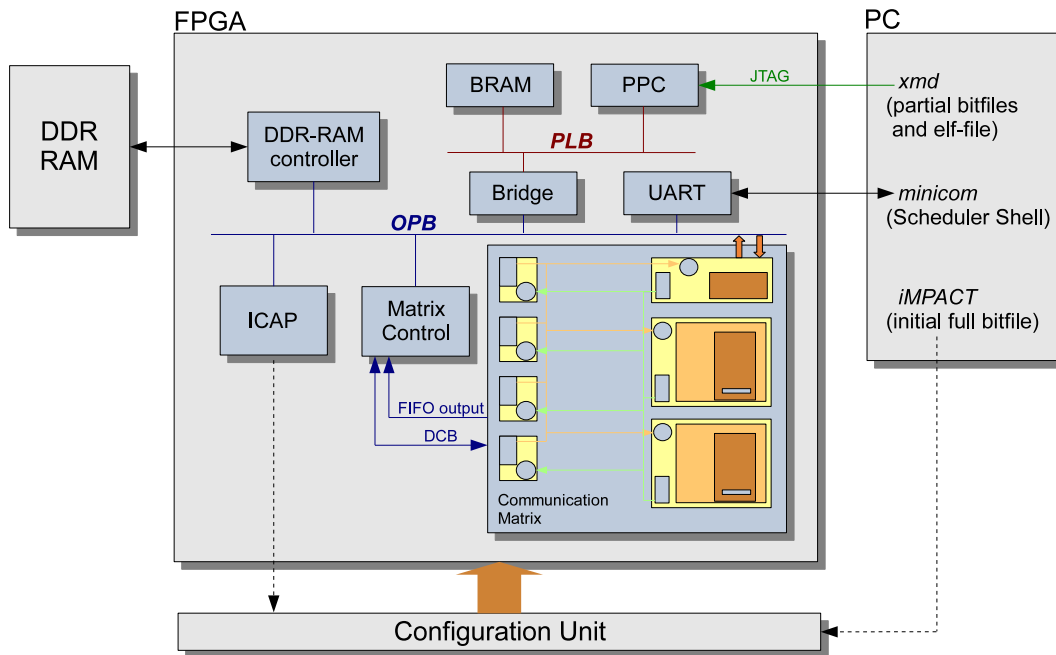 FPGA
PC
DDR
RAM
DDR-RAM
controller
BRAM
PPC
JTAG
xmd
(partial bitfiles
and elf-file)
PLB
Bridge
UART
minicom
(Scheduler Shell)
OPB
ICAP
Matrix
Control
iMPACT
(initial full bitfile)
FIFO output
DCB
Communication
Matrix
Configuration Unit